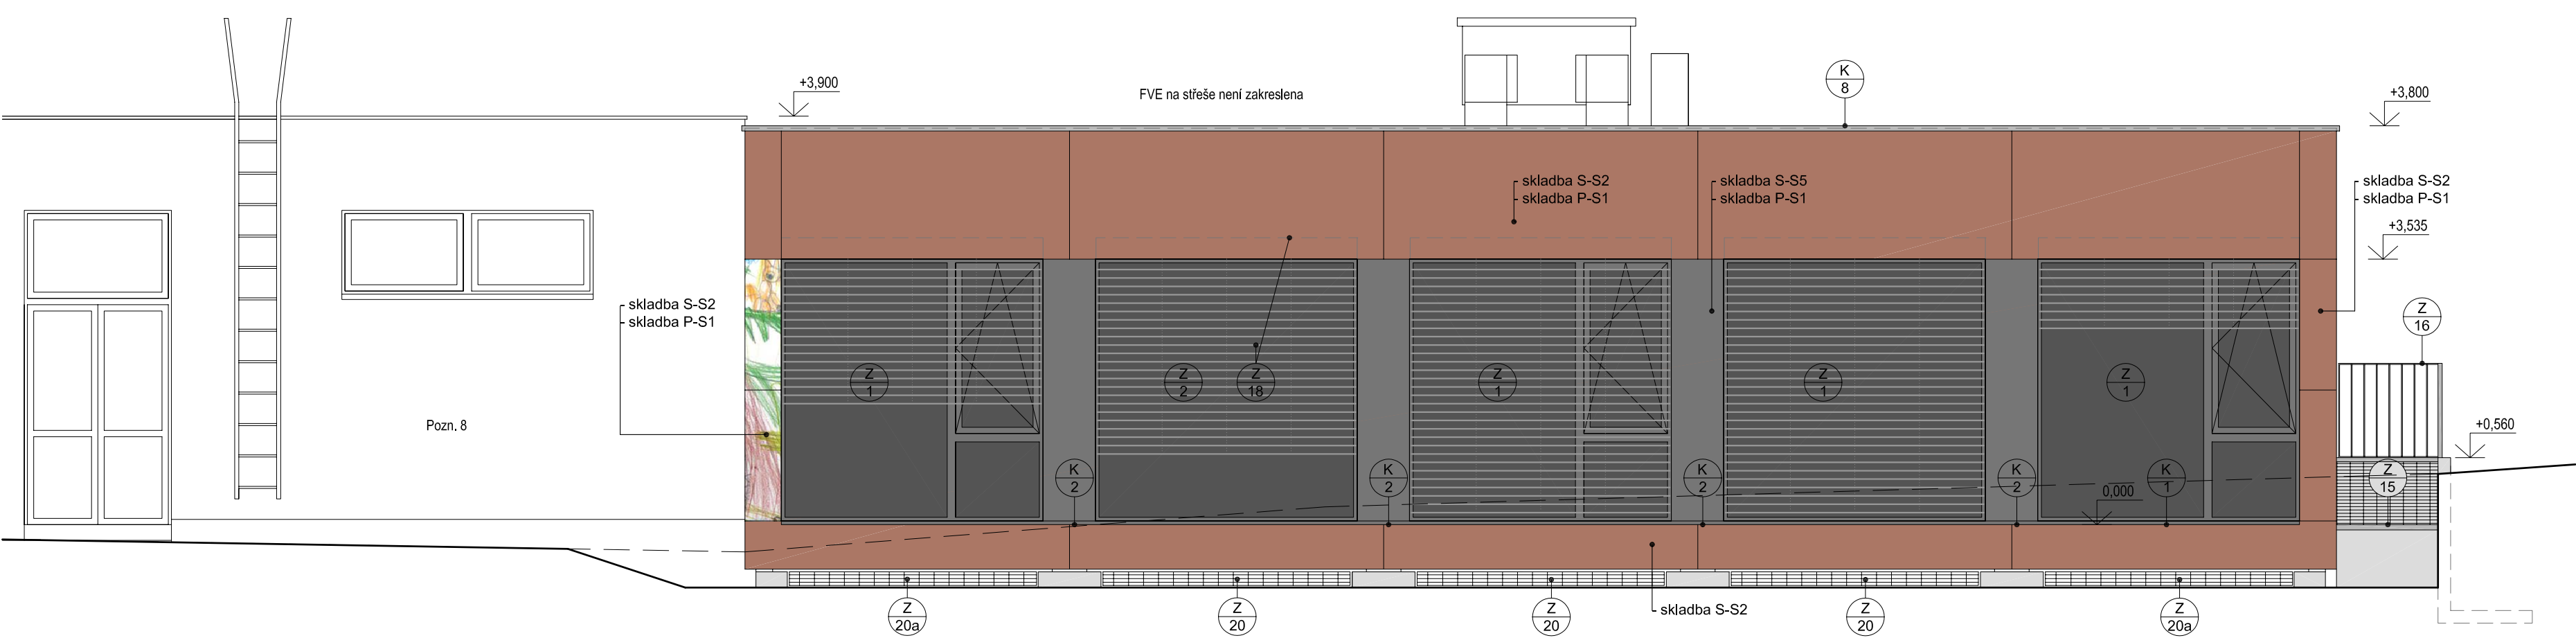 K
8
+3,900
FVE na střeše není zakreslena
+3,800
skladba S-S2
skladba P-S1
skladba S-S5
skladba P-S1
skladba S-S2
skladba P-S1
+3,535
skladba S-S2
skladba P-S1
Z
16
Z
1
Z
2
Z
18
Z
1
Z
1
Z
1
Pozn. 8
+0,560
K
2
K
2
K
2
K
2
0,000
K
1
Z
15
Z
20a
Z
20
Z
20
skladba S-S2
Z
20
Z
20a